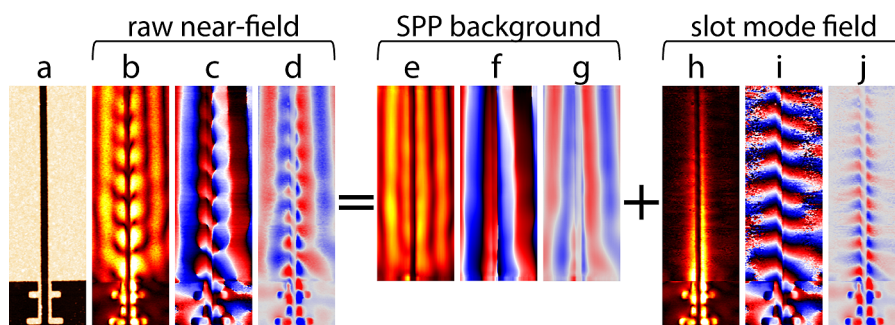 raw near-field SPP background slot mode field
a b c d e f g h i j
= +